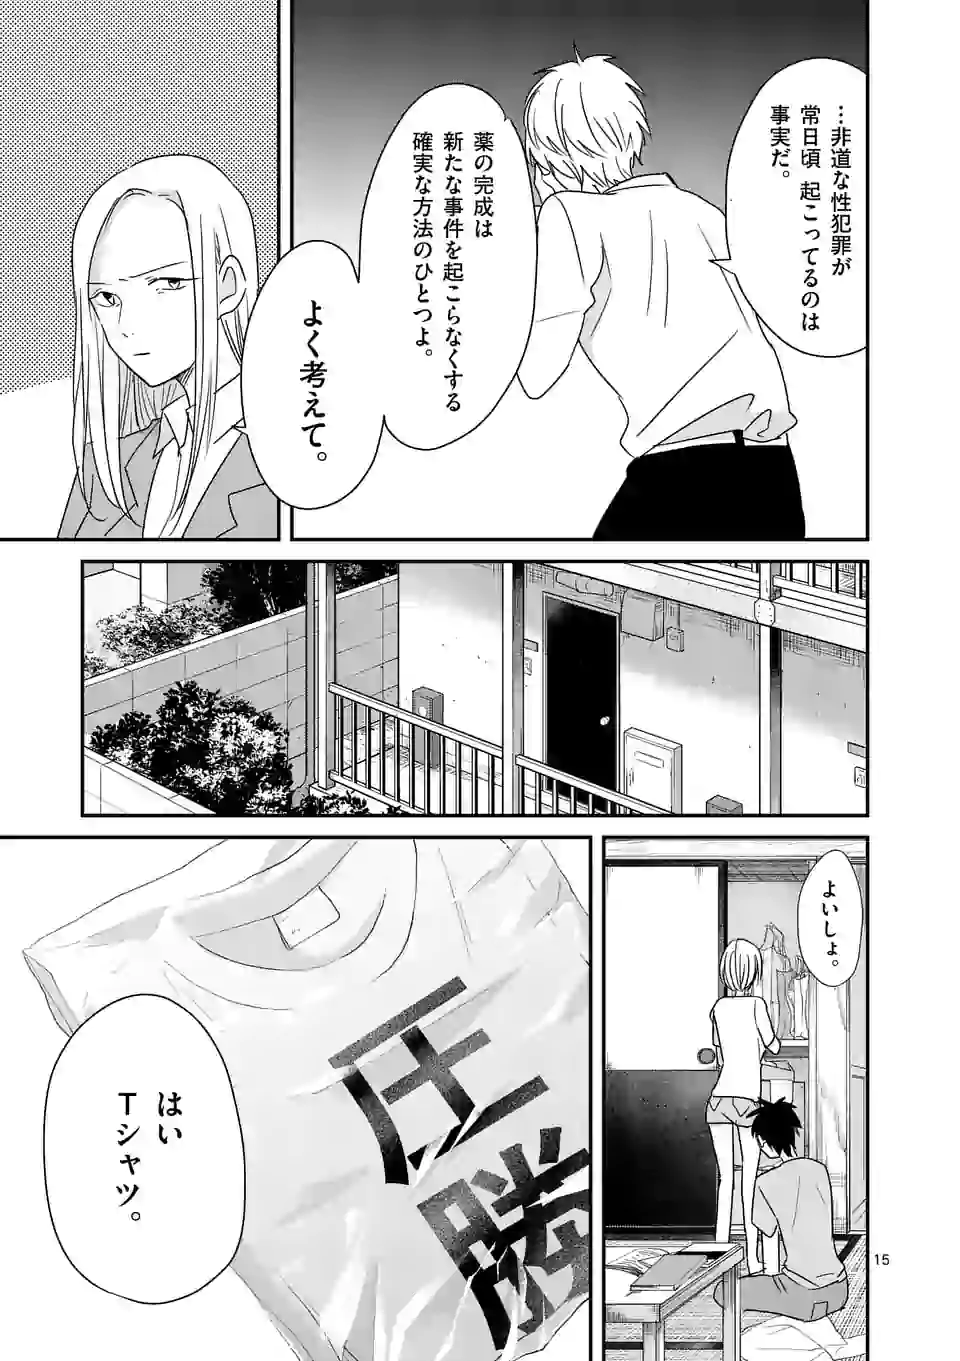 …非道な性犯罪が
常日頃 起こってるのは
事実だ。
薬の完成は
新たな事件を起こらなくする
確実な方法のひとつよ。
よく考えて。
よいしょ。
はい
Tシャツ。
圧
勝
15